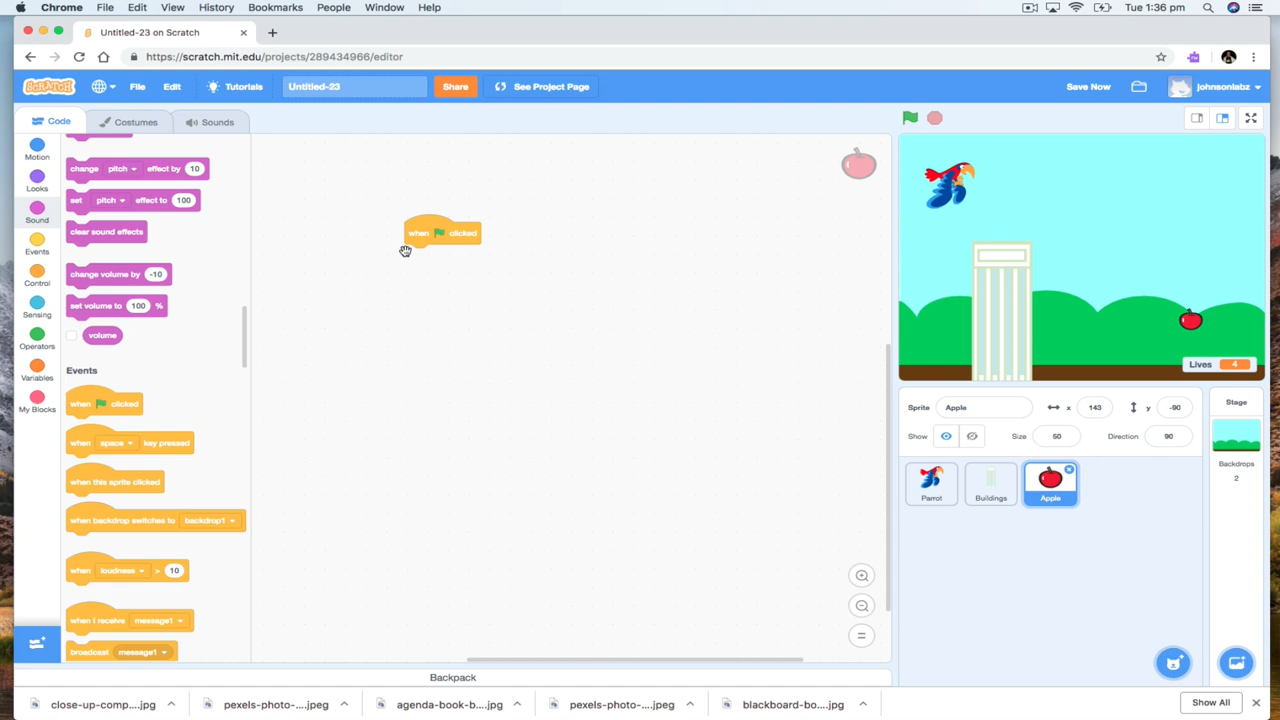 Chrome File Edit View History Bookmarks People Window Help Tue 1:36 pm
Untitled-23 on Scratch
https://scratch.mit.edu/projects/289434966/editor
SCRATCH File Edit Tutorials Untitled-23 Share See Project Page Save Now johnsonlabz
Code Costumes Sounds
Motion
Looks
Sound
Events
Control
Sensing
Operators
Variables
My Blocks
change pitch effect by 10
set pitch effect to 100
clear sound effects
change volume by -10
set volume to 100 %
volume
Events
when clicked
when space key pressed
when this sprite clicked
when backdrop switches to backdrop1
when loudness > 10
when I receive message1
broadcast message1
when clicked
Lives 4
Sprite Apple x 143 y -90
Show Size 50 Direction 90
Parrot Buildings Apple
Stage
Backdrops
2
Backpack
close-up-comp....jpg pexels-photo-....jpeg agenda-book-b....jpg pexels-photo-....jpeg blackboard-bo....jpg Show All